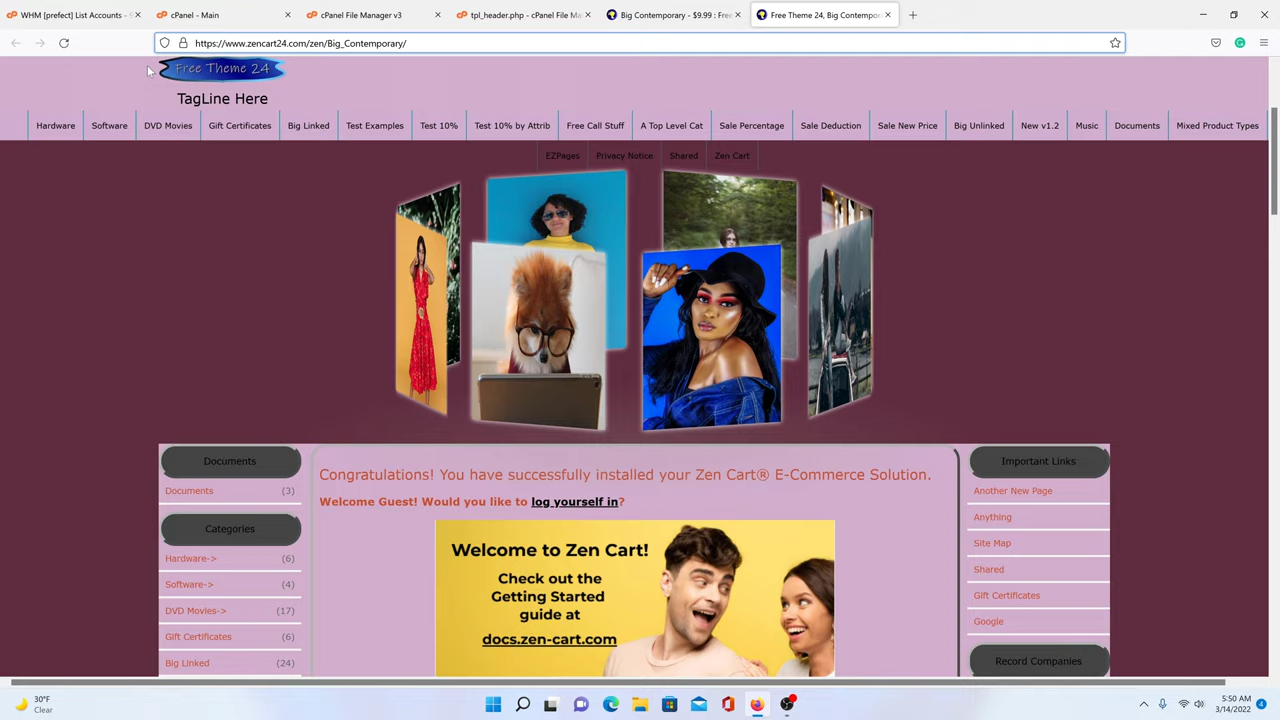 WHM [prefect] List Accounts - 
cPanel - Main
cPanel File Manager v3
tpl_header.php - cPanel File Ma
Big Contemporary - $9.99 : Free
Free Theme 24, Big Contempor
https://www.zencart24.com/zen/Big_Contemporary/
Free Theme 24
TagLine Here
Hardware Software DVD Movies Gift Certificates Big Linked Test Examples Test 10% Test 10% by Attrib Free Call Stuff A Top Level Cat Sale Percentage Sale Deduction Sale New Price Big Unlinked New v1.2 Music Documents Mixed Product Types
EZPages Privacy Notice Shared Zen Cart
Documents
Documents (3)
Categories
Hardware-> (6)
Software-> (4)
DVD Movies-> (17)
Gift Certificates (6)
Big Linked (24)
Congratulations! You have successfully installed your Zen Cart® E-Commerce Solution.
Welcome Guest! Would you like to log yourself in?
Welcome to Zen Cart!
Check out the
Getting Started
guide at
docs.zen-cart.com
Important Links
Another New Page
Anything
Site Map
Shared
Gift Certificates
Google
Record Companies
30°F
Clear
5:50 AM
3/14/2022